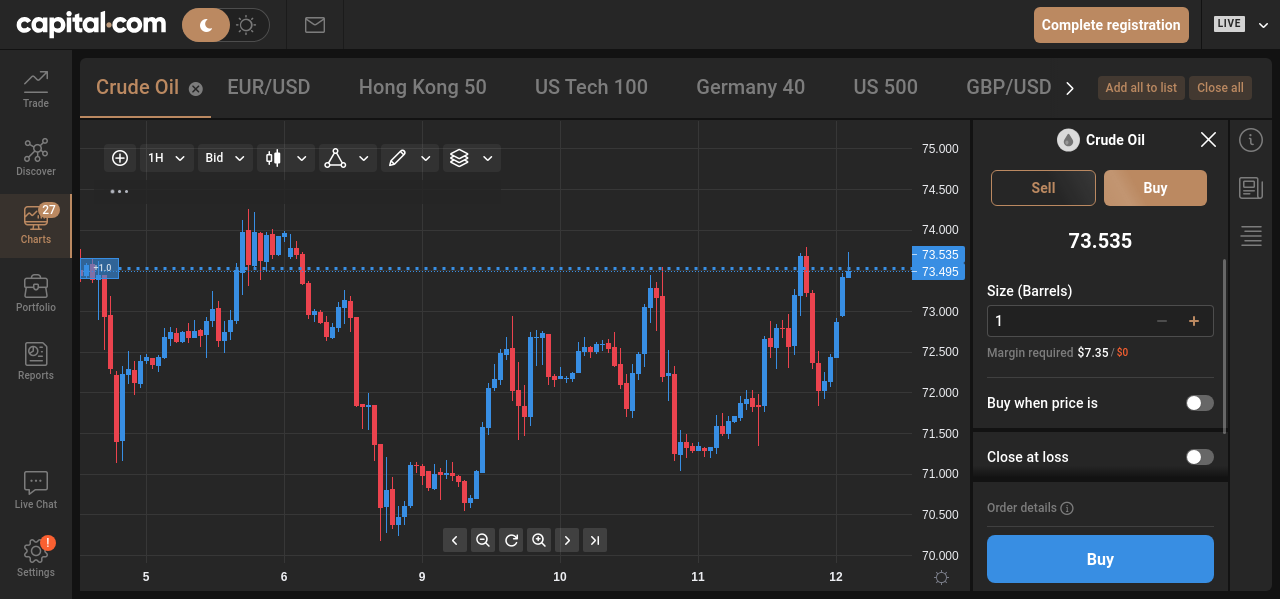 capital.com
Complete registration
LIVE
Trade
Discover
27
Charts
Portfolio
Reports
Live Chat
!
Settings
Crude Oil
EUR/USD
Hong Kong 50
US Tech 100
Germany 40
US 500
GBP/USD
Add all to list
Close all
1H
Bid
+1.0
75.000
74.500
74.000
73.535
73.495
73.000
72.500
72.000
71.500
71.000
70.500
70.000
5
6
9
10
11
12
Crude Oil
Sell
Buy
73.535
Size (Barrels)
1
Margin required $7.35 / $0
Buy when price is
Close at loss
Order details
Buy